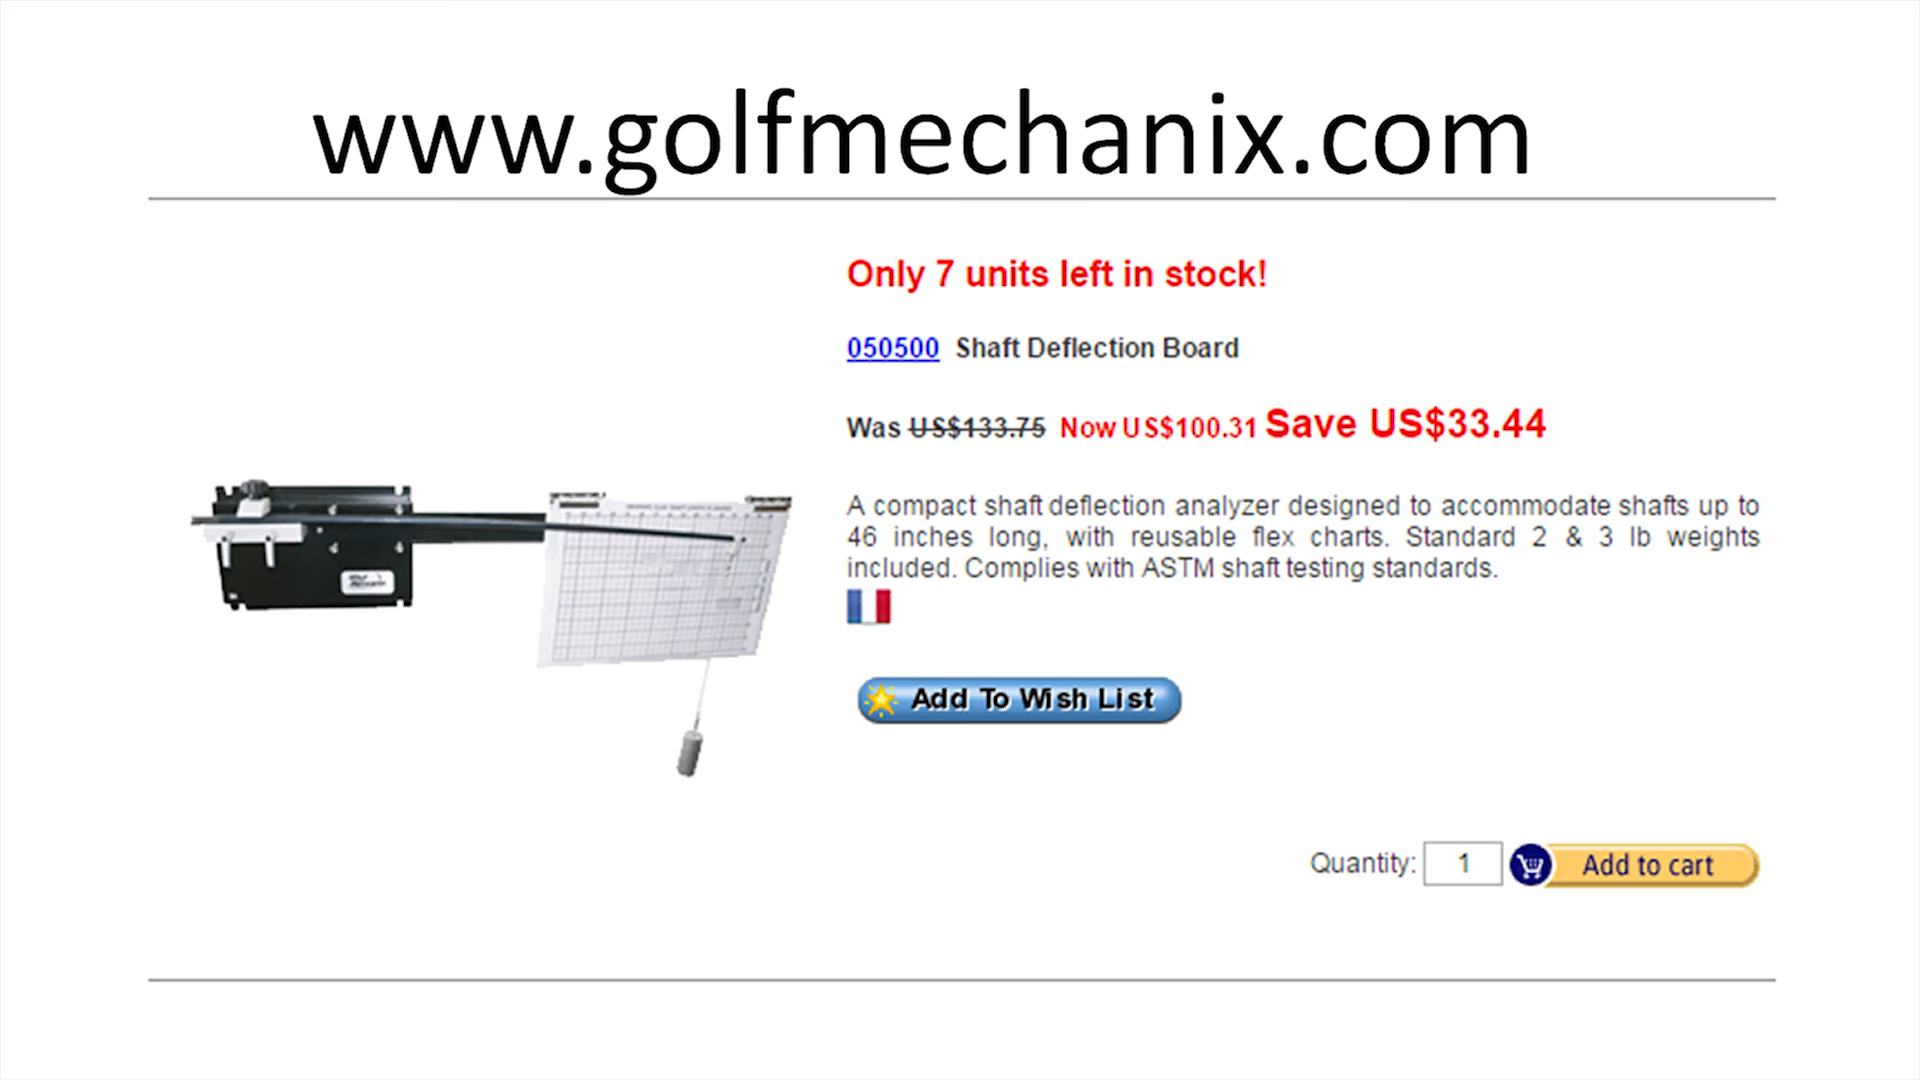 www.golfmechanix.com
Only 7 units left in stock!
050500 Shaft Deflection Board
Was US$133.75 Now US$100.31 Save US$33.44
A compact shaft deflection analyzer designed to accommodate shafts up to
46 inches long, with reusable flex charts. Standard 2 & 3 lb weights
included. Complies with ASTM shaft testing standards.
Add To Wish List
Quantity: 1 Add to cart